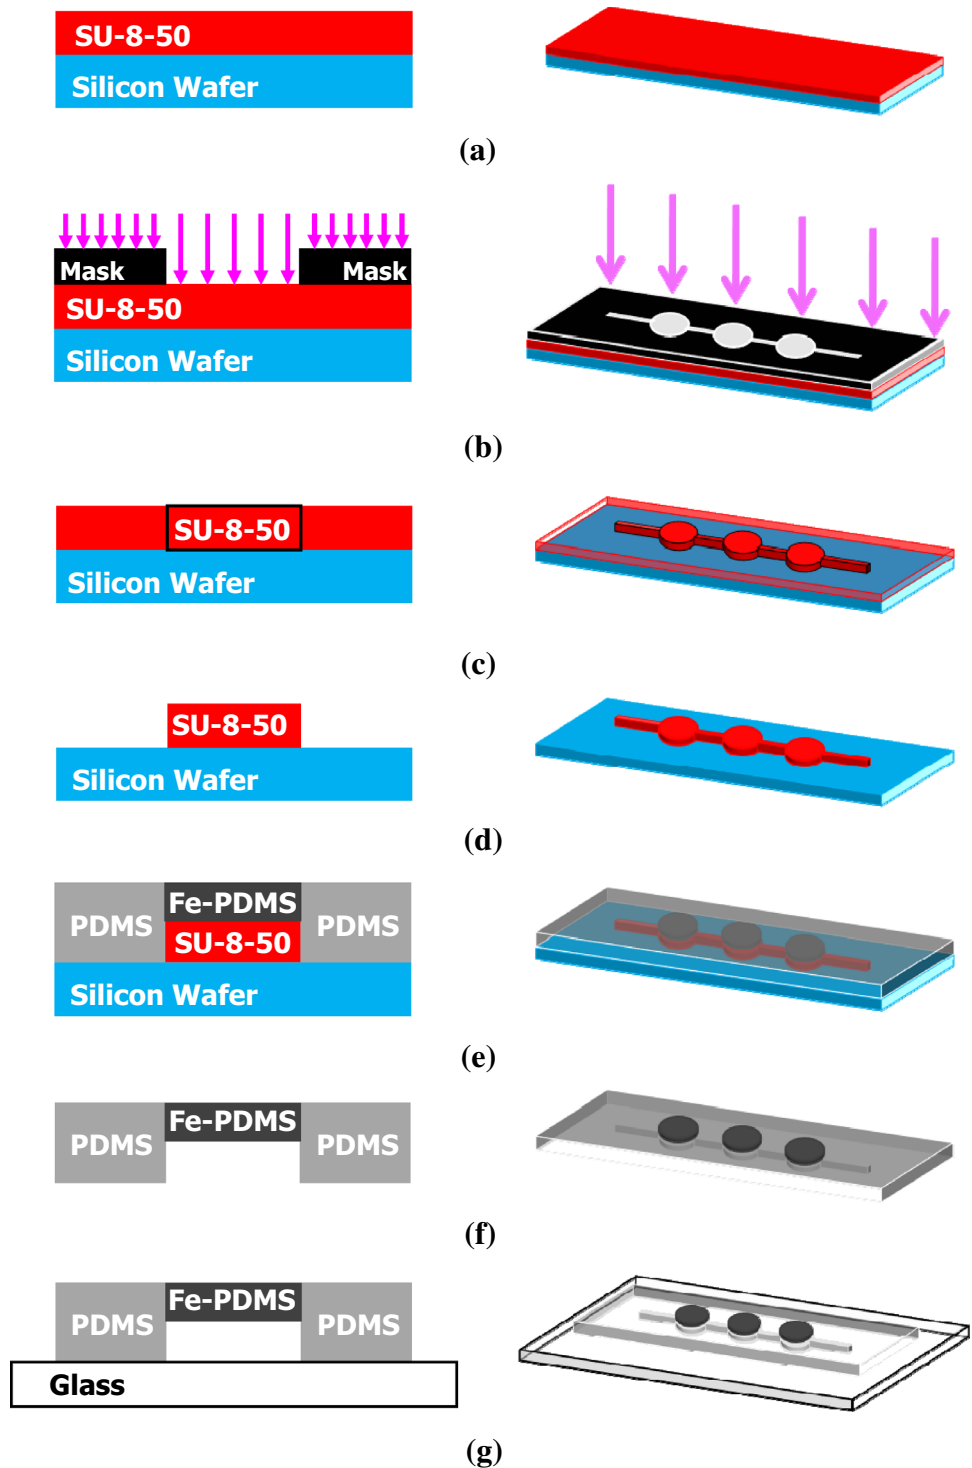 SU-8-50
Silicon Wafer
(a)
Mask Mask
SU-8-50
Silicon Wafer
(b)
SU-8-50
Silicon Wafer
(c)
SU-8-50
Silicon Wafer
(d)
Fe-PDMS
PDMS PDMS
SU-8-50
Silicon Wafer
(e)
Fe-PDMS
PDMS PDMS
(f)
Fe-PDMS
PDMS PDMS
Glass
(g)